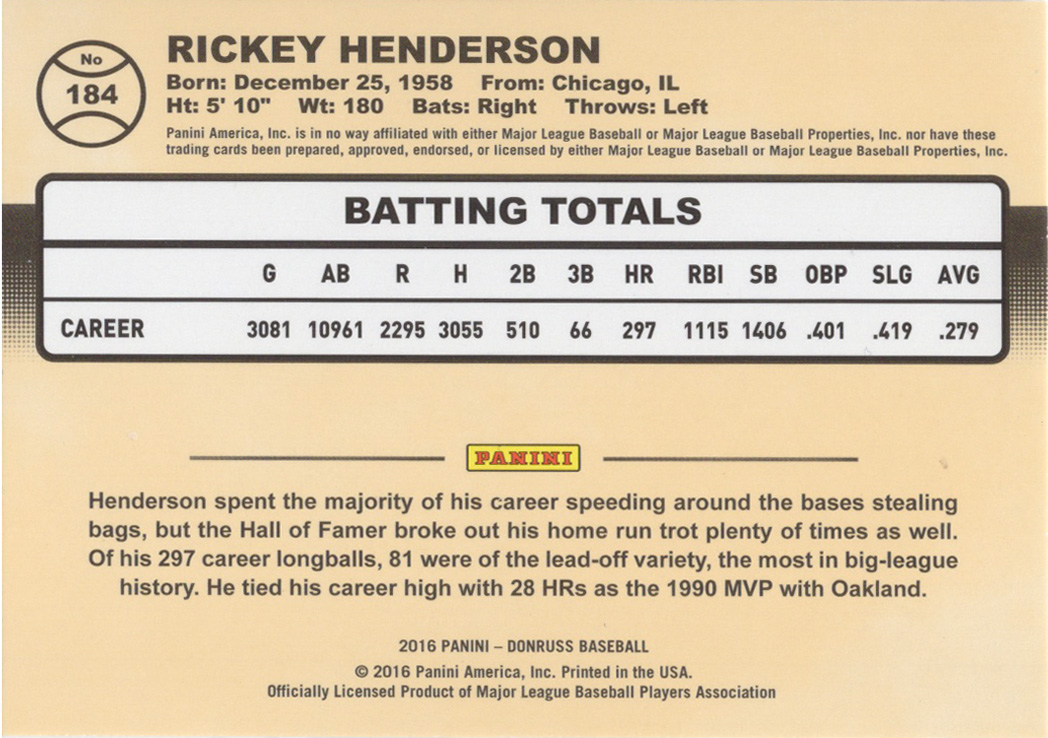 No
184
RICKEY HENDERSON
Born: December 25, 1958 From: Chicago, IL
Ht: 5' 10" Wt: 180 Bats: Right Throws: Left
Panini America, Inc. is in no way affiliated with either Major League Baseball or Major League Baseball Properties, Inc. nor have these
trading cards been prepared, approved, endorsed, or licensed by either Major League Baseball or Major League Baseball Properties, Inc.
BATTING TOTALS
G AB R H 2B 3B HR RBI SB OBP SLG AVG
CAREER 3081 10961 2295 3055 510 66 297 1115 1406 .401 .419 .279
PANINI
Henderson spent the majority of his career speeding around the bases stealing
bags, but the Hall of Famer broke out his home run trot plenty of times as well.
Of his 297 career longballs, 81 were of the lead-off variety, the most in big-league
history. He tied his career high with 28 HRs as the 1990 MVP with Oakland.
2016 PANINI – DONRUSS BASEBALL
© 2016 Panini America, Inc. Printed in the USA.
Officially Licensed Product of Major League Baseball Players Association